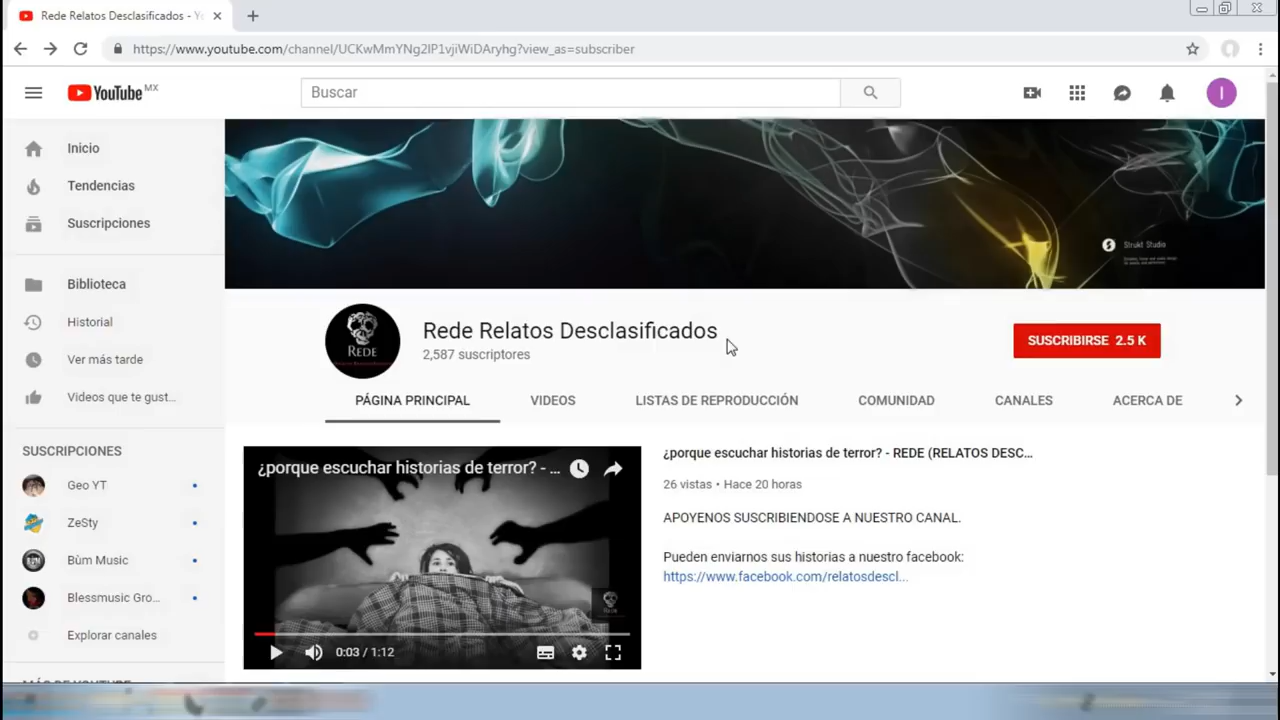 Rede Relatos Desclasificados - Y
https://www.youtube.com/channel/UCKwMmYNg2IP1vjiWiDAryhg?view_as=subscriber
YouTube MX
Buscar
I
Inicio
Tendencias
Suscripciones
Biblioteca
Historial
Ver más tarde
Videos que te gust...
SUSCRIPCIONES
Geo YT
ZeSty
Bùm Music
Blessmusic Gro...
Explorar canales
MÁS DE YOUTUBE
Strukt Studio
REDE
Rede Relatos Desclasificados
2,587 suscriptores
SUSCRIBIRSE 2.5 K
PÁGINA PRINCIPAL
VIDEOS
LISTAS DE REPRODUCCIÓN
COMUNIDAD
CANALES
ACERCA DE
¿porque escuchar historias de terror? - ...
0:03 / 1:12
¿porque escuchar historias de terror? - REDE (RELATOS DESC...
26 vistas • Hace 20 horas
APOYENOS SUSCRIBIENDOSE A NUESTRO CANAL.
Pueden enviarnos sus historias a nuestro facebook:
https://www.facebook.com/relatosdescl...